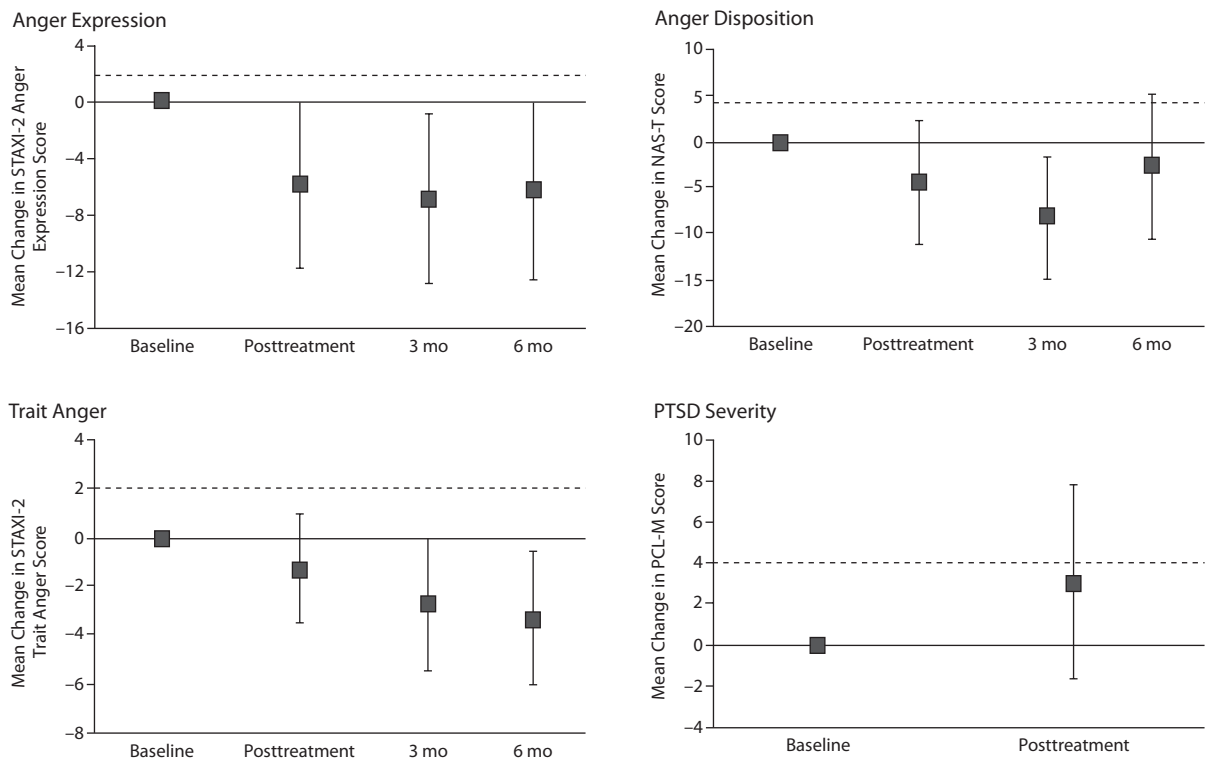 Anger Expression
Mean Change in STAXI-2 Anger
Expression Score
4
0
−4
−8
−12
−16
Baseline
Posttreatment
3 mo
6 mo
Anger Disposition
Mean Change in NAS-T Score
10
5
0
−5
−10
−15
−20
Baseline
Posttreatment
3 mo
6 mo
Trait Anger
Mean Change in STAXI-2
Trait Anger Score
4
2
0
−2
−4
−6
−8
Baseline
Posttreatment
3 mo
6 mo
PTSD Severity
Mean Change in PCL-M Score
10
8
6
4
2
0
−2
−4
Baseline
Posttreatment